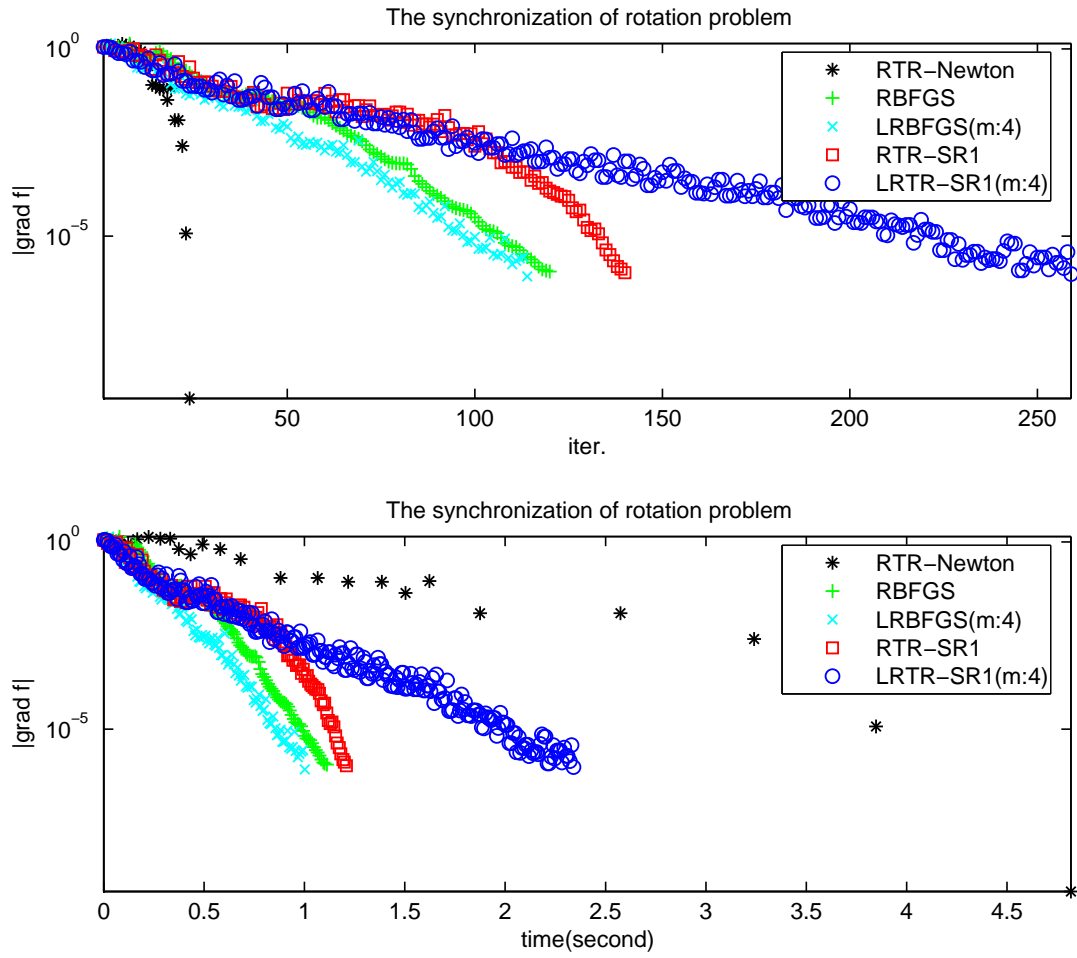 The synchronization of rotation problem
10^0
10^−5
|grad f|
RTR−Newton
RBFGS
LRBFGS(m:4)
RTR−SR1
LRTR−SR1(m:4)
50 100 150 200 250
iter.
The synchronization of rotation problem
10^0
10^−5
|grad f|
RTR−Newton
RBFGS
LRBFGS(m:4)
RTR−SR1
LRTR−SR1(m:4)
0 0.5 1 1.5 2 2.5 3 3.5 4 4.5
time(second)